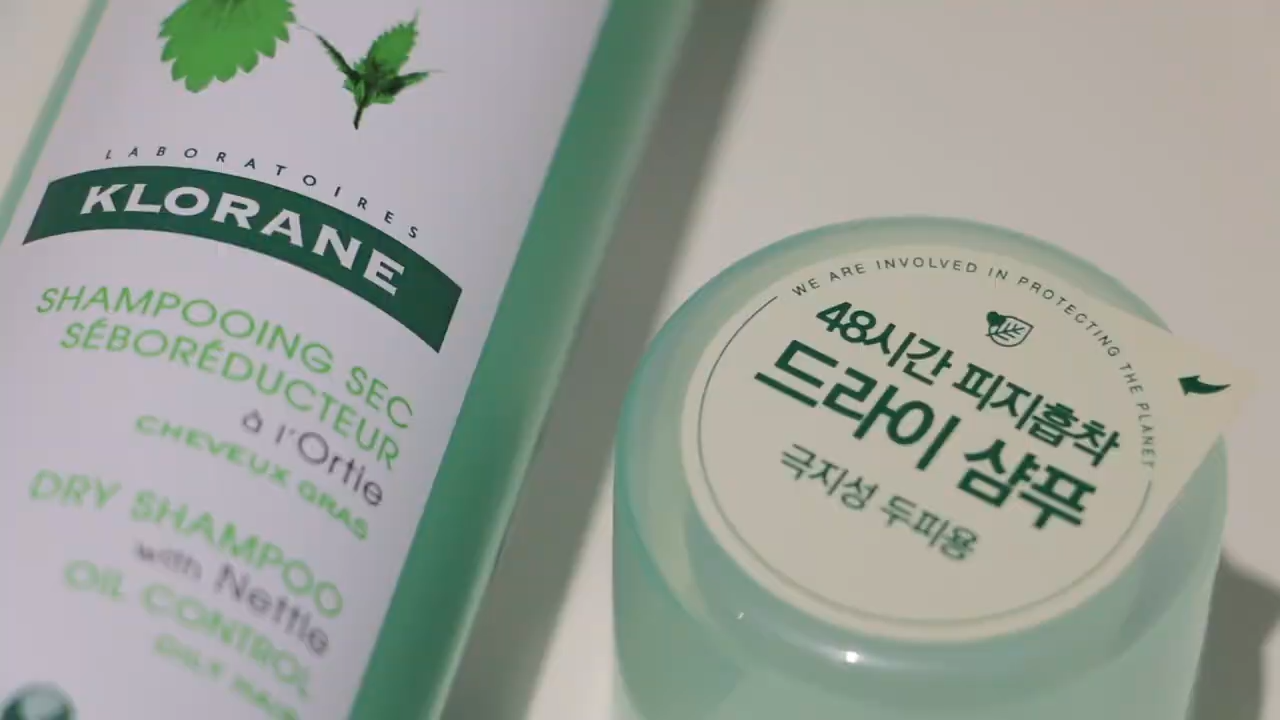 LABORATOIRES
KLORANE
SHAMPOOING SEC
SÉBORÉDUCTEUR
à l'Ortie
CHEVEUX GRAS
DRY SHAMPOO
with Nettle
OIL CONTROL
OILY HAIR
WE ARE INVOLVED IN PROTECTING THE PLANET
48시간 피지흡착
드라이 샴푸
극지성 두피용